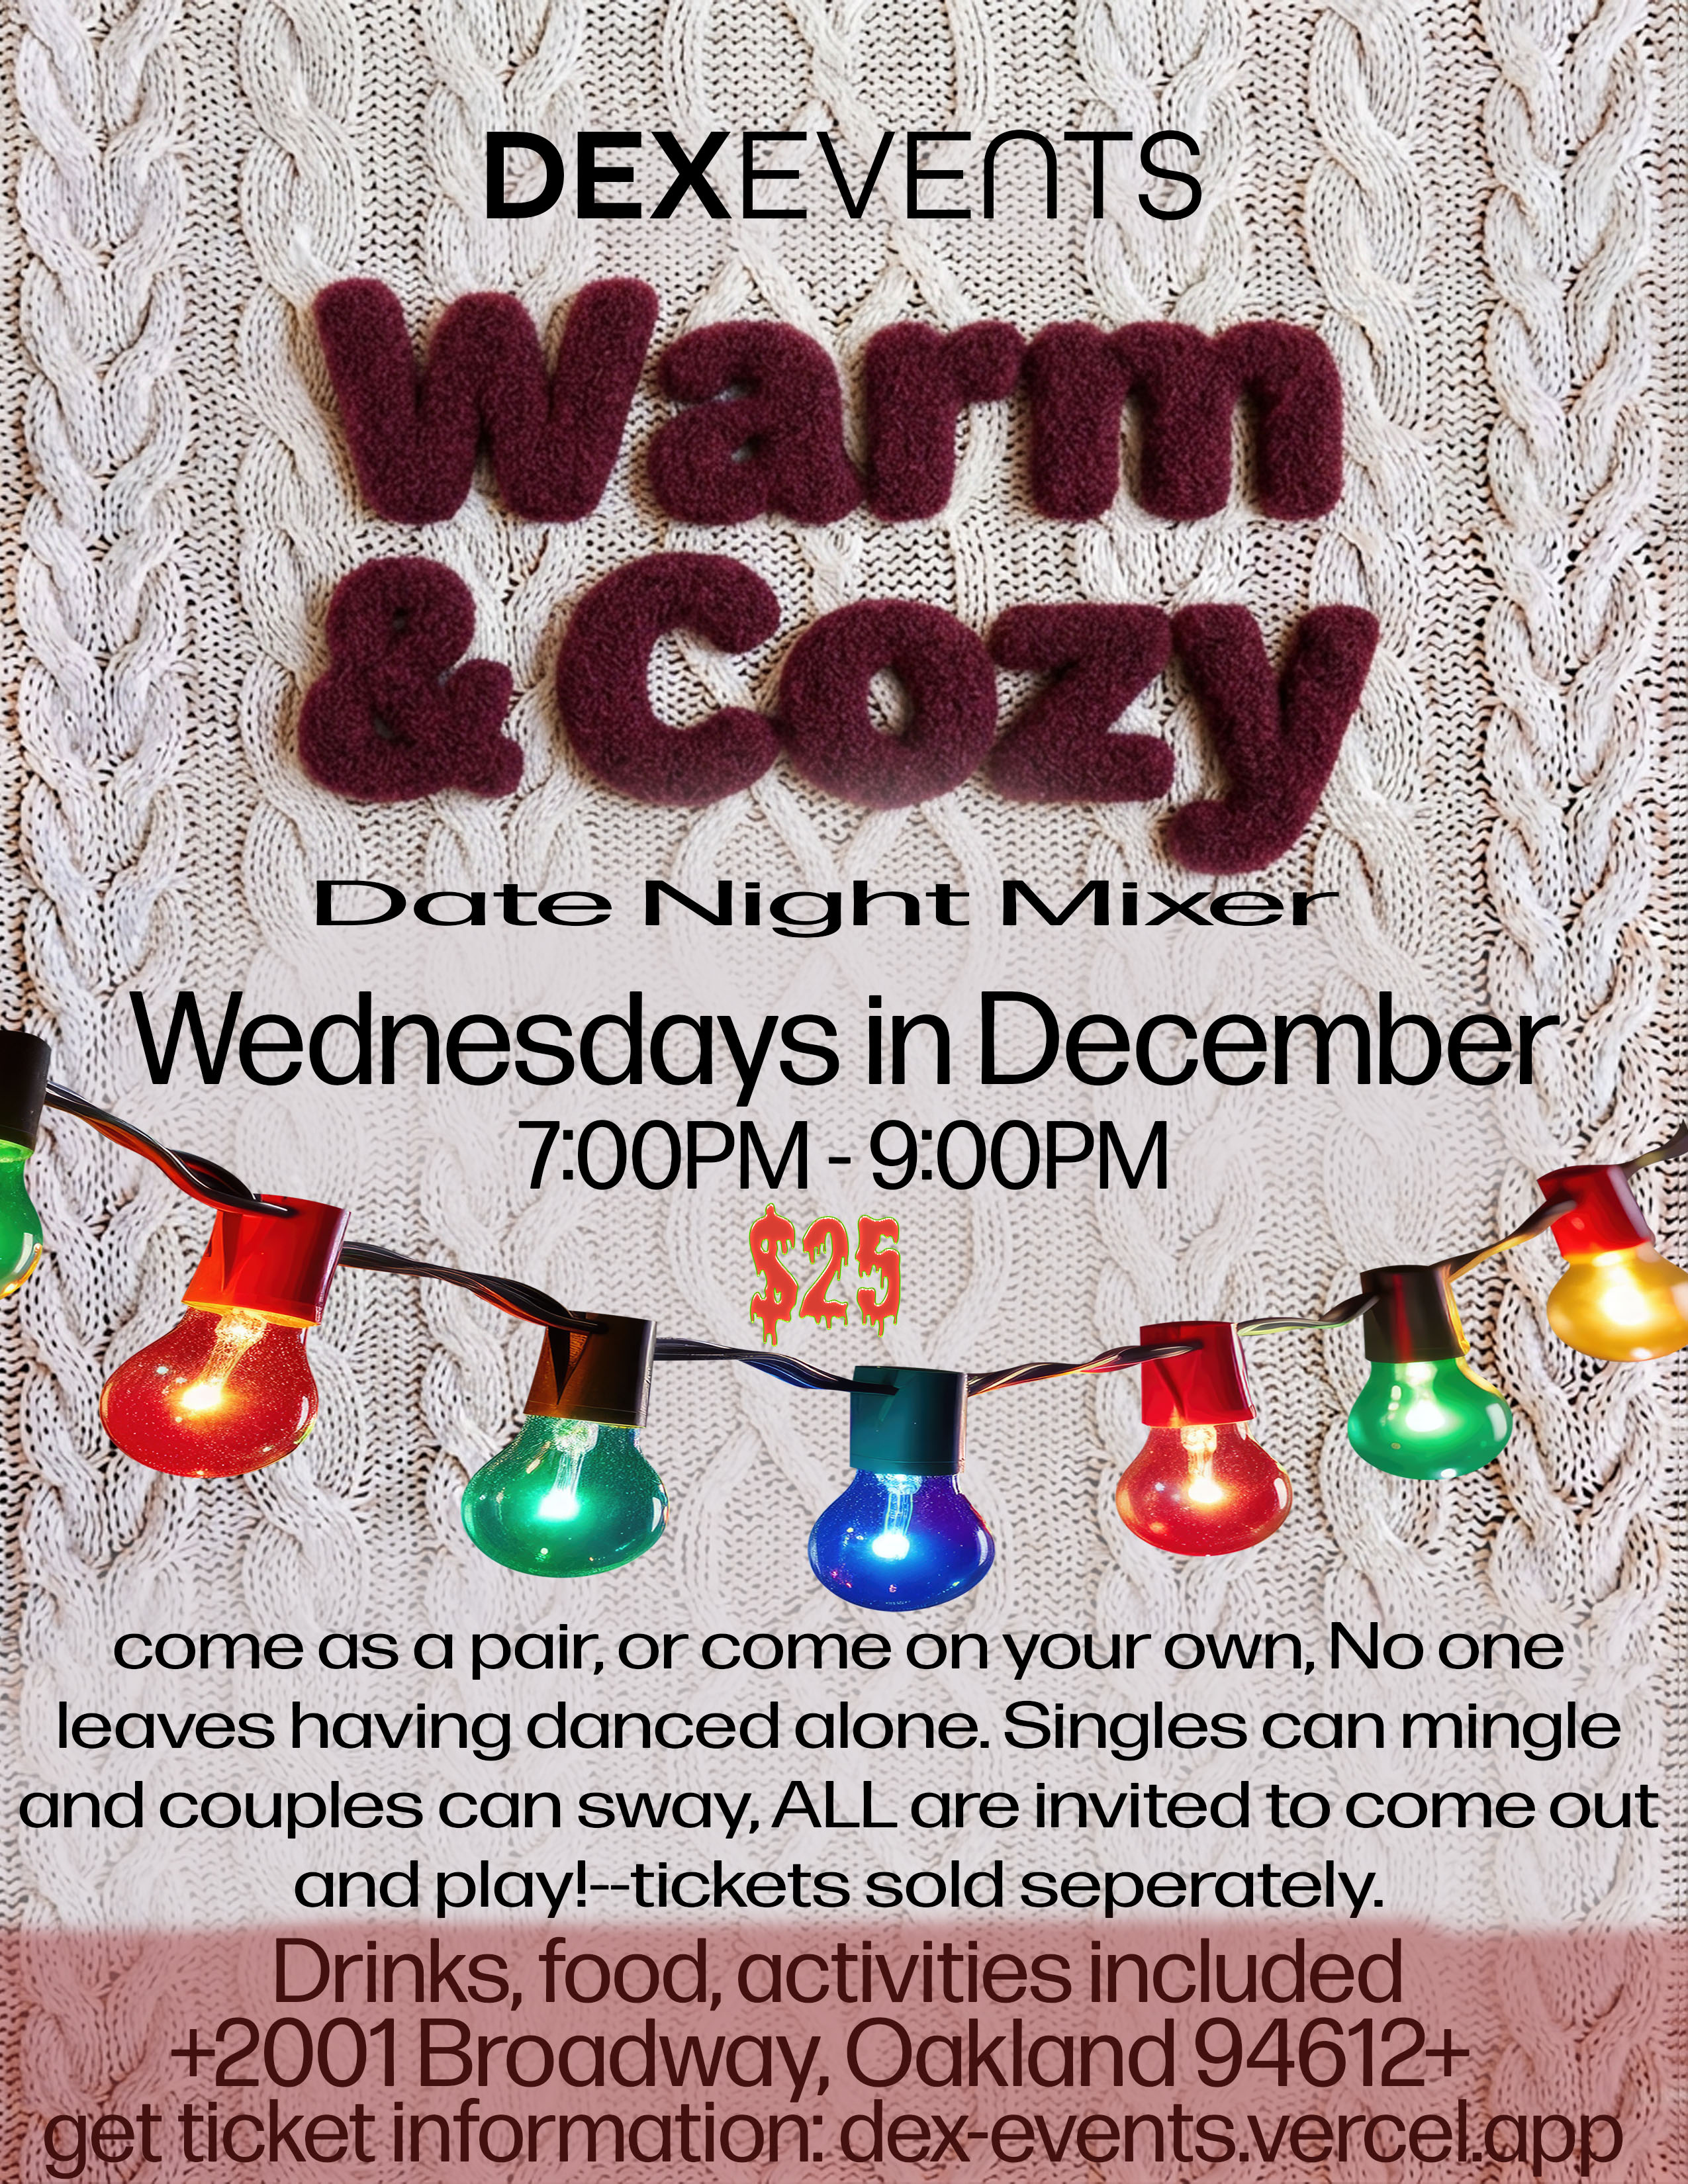 DEXEVENTS
Warm
& Cozy
Date Night Mixer
Wednesdays in December
7:00PM - 9:00PM
$25
come as a pair, or come on your own, No one
leaves having danced alone. Singles can mingle
and couples can sway, ALL are invited to come out
and play!--tickets sold seperately.
Drinks, food, activities included
+2001 Broadway, Oakland 94612+
get ticket information: dex-events.vercel.app